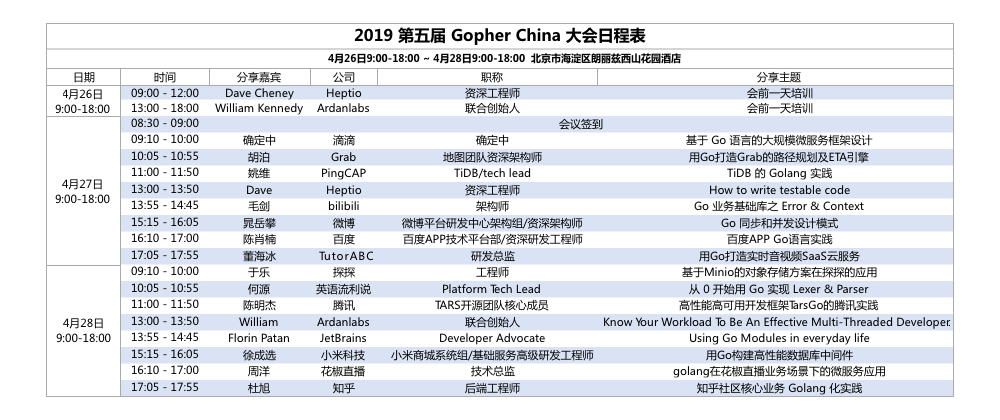 2019 第五届 Gopher China 大会日程表
4月26日9:00-18:00 ~ 4月28日9:00-18:00 北京市海淀区朗丽兹西山花园酒店
日期 时间 分享嘉宾 公司 职称 分享主题
4月26日 9:00-18:00
09:00 - 12:00 Dave Cheney Heptio 资深工程师 会前一天培训
13:00 - 18:00 William Kennedy Ardanlabs 联合创始人 会前一天培训
4月27日 9:00-18:00
08:30 - 09:00 会议签到
09:10 - 10:00 确定中 滴滴 确定中 基于 Go 语言的大规模微服务框架设计
10:05 - 10:55 胡泊 Grab 地图团队资深架构师 用Go打造Grab的路径规划及ETA引擎
11:00 - 11:50 姚维 PingCAP TiDB/tech lead TiDB 的 Golang 实践
13:00 - 13:50 Dave Heptio 资深工程师 How to write testable code
13:55 - 14:45 毛剑 bilibili 架构师 Go 业务基础库之 Error & Context
15:15 - 16:05 晁岳攀 微博 微博平台研发中心架构组/资深架构师 Go 同步和并发设计模式
16:10 - 17:00 陈肖楠 百度 百度APP技术平台部/资深研发工程师 百度APP Go语言实践
17:05 - 17:55 董海冰 TutorABC 研发总监 用Go打造实时音视频SaaS云服务
4月28日 9:00-18:00
09:10 - 10:00 于乐 探探 工程师 基于Minio的对象存储方案在探探的应用
10:05 - 10:55 何源 英语流利说 Platform Tech Lead 从 0 开始用 Go 实现 Lexer & Parser
11:00 - 11:50 陈明杰 腾讯 TARS开源团队核心成员 高性能高可用开发框架TarsGo的腾讯实践
13:00 - 13:50 William Ardanlabs 联合创始人 Know Your Workload To Be An Effective Multi-Threaded Developer.
13:55 - 14:45 Florin Patan JetBrains Developer Advocate Using Go Modules in everyday life
15:15 - 16:05 徐成选 小米科技 小米商城系统组/基础服务高级研发工程师 用Go构建高性能数据库中间件
16:10 - 17:00 周洋 花椒直播 技术总监 golang在花椒直播业务场景下的微服务应用
17:05 - 17:55 杜旭 知乎 后端工程师 知乎社区核心业务 Golang 化实践